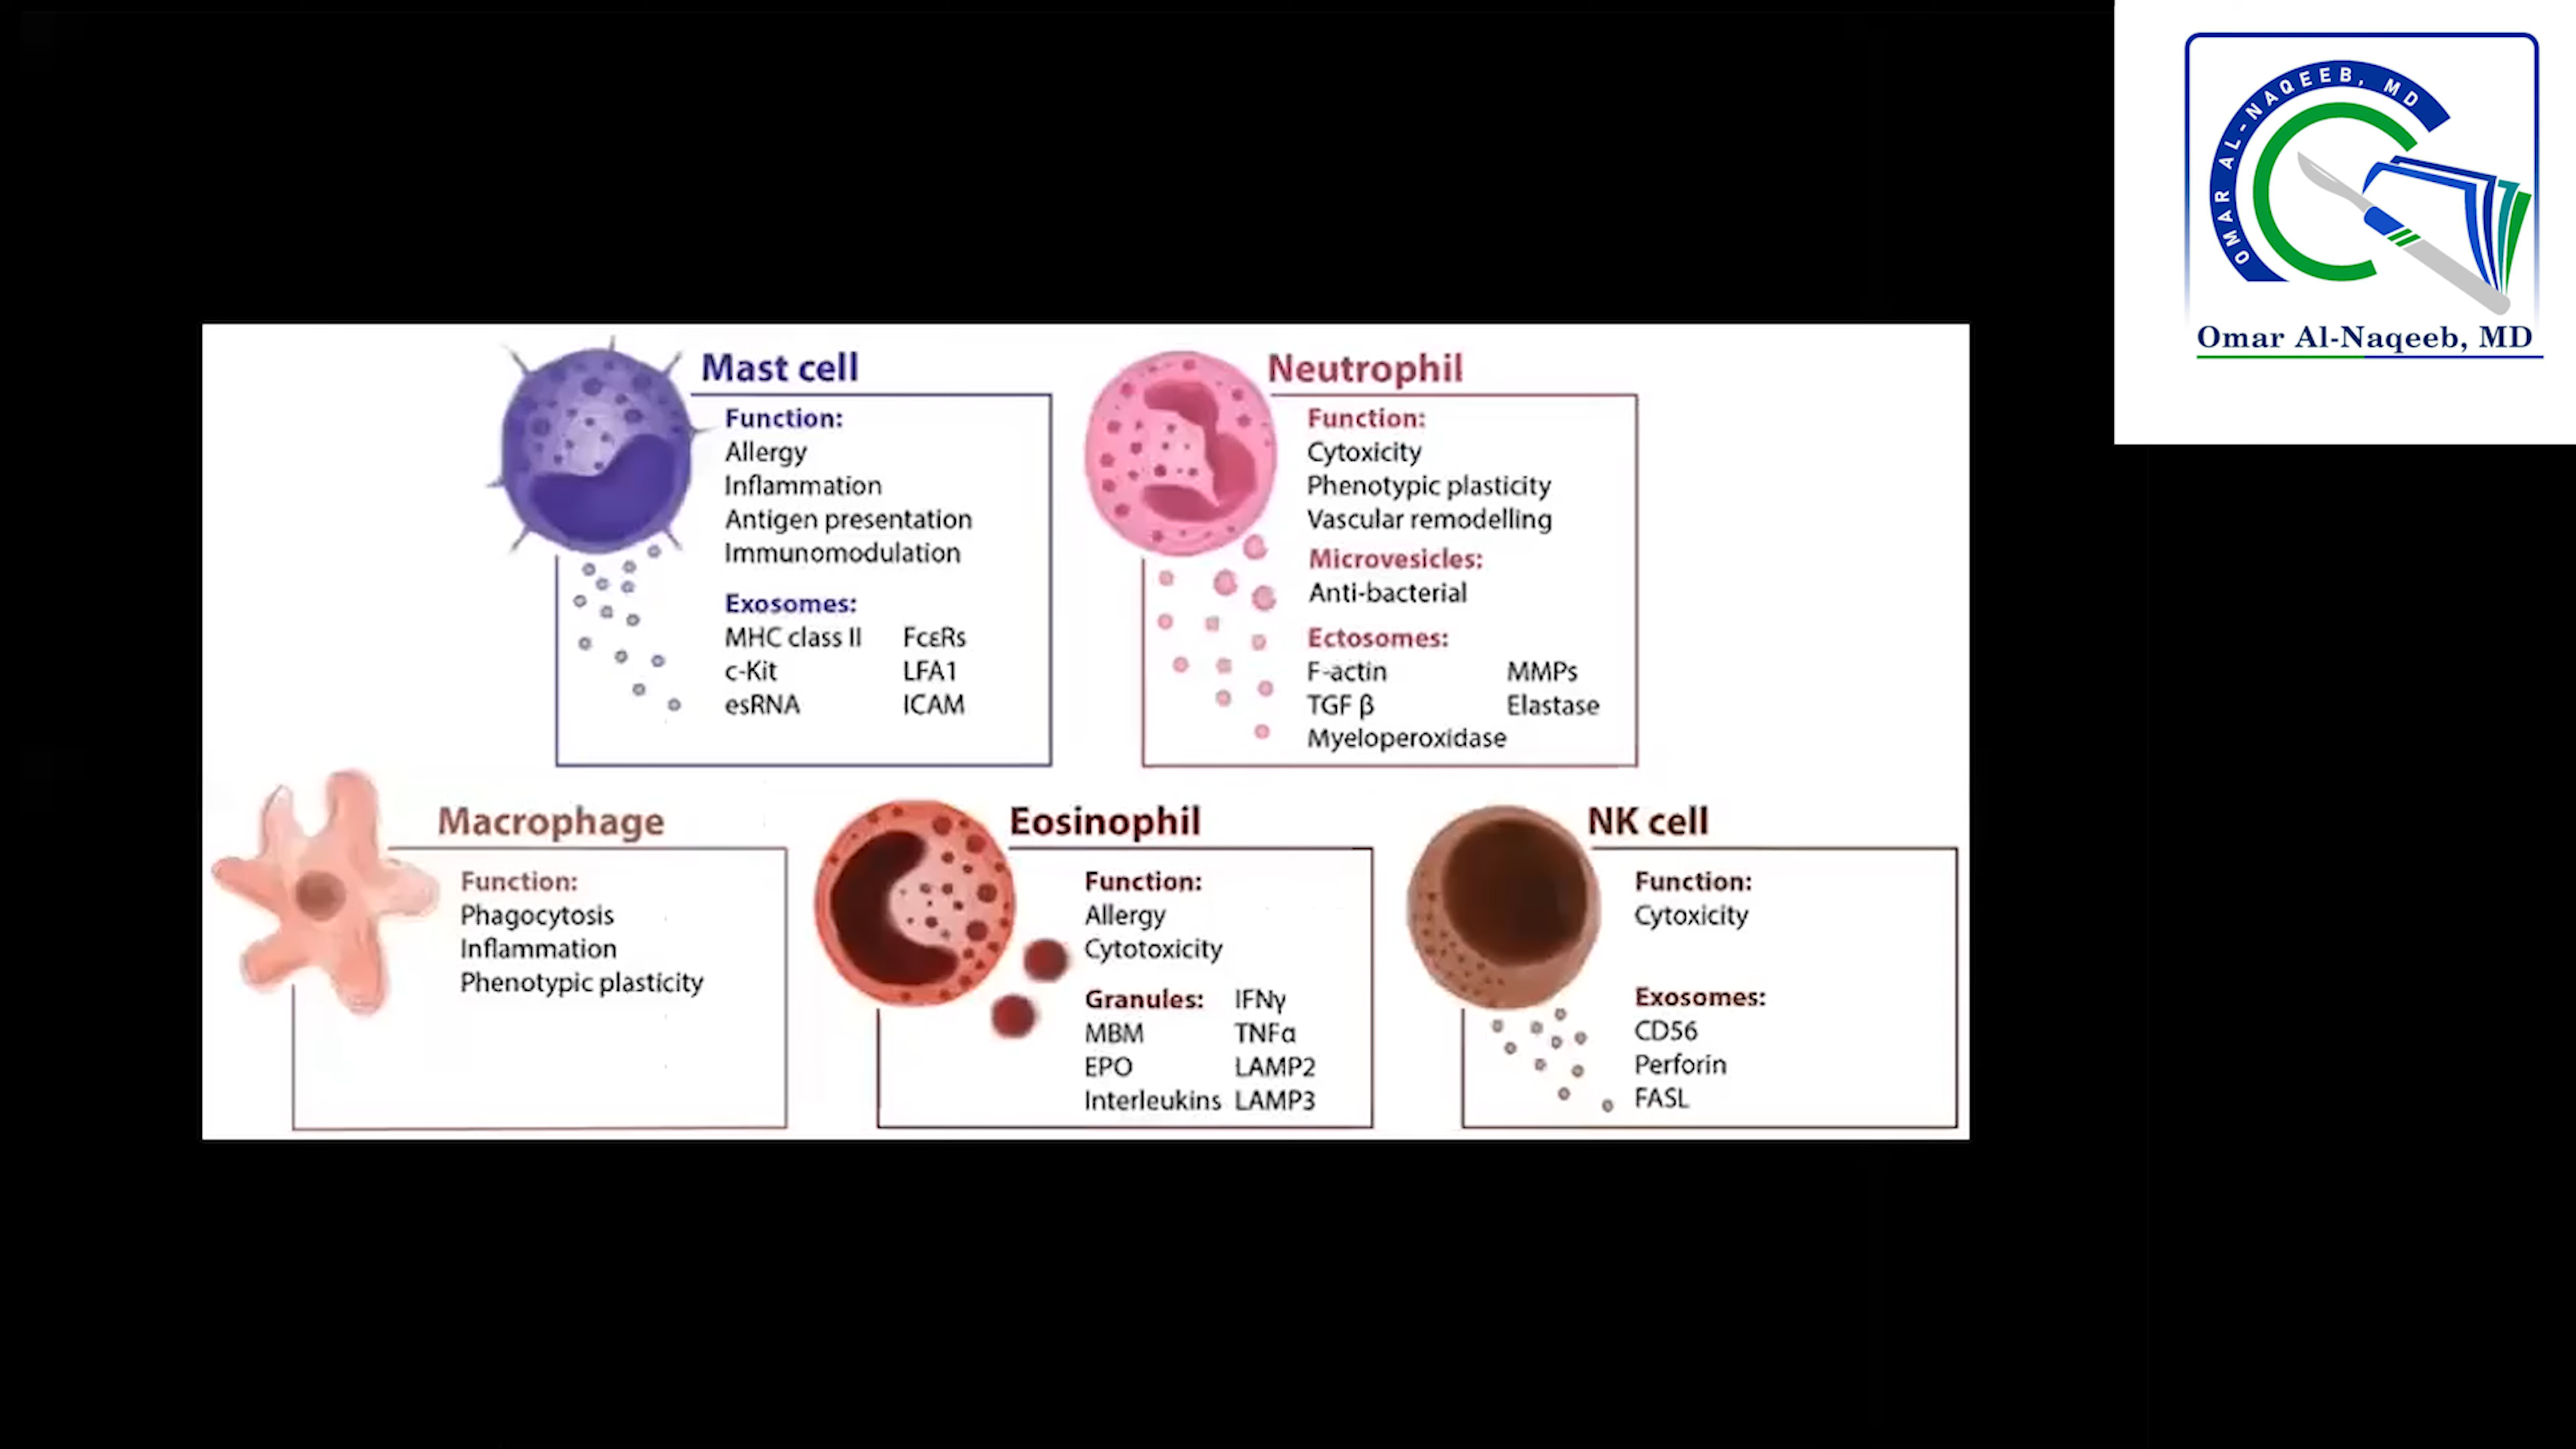 OMAR AL-NAQEEB, MD
Omar Al-Naqeeb, MD
Mast cell
Function:
Allergy
Inflammation
Antigen presentation
Immunomodulation
Exosomes:
MHC class II FcεRs
c-Kit LFA1
esRNA ICAM
Neutrophil
Function:
Cytoxicity
Phenotypic plasticity
Vascular remodelling
Microvesicles:
Anti-bacterial
Ectosomes:
F-actin MMPs
TGF β Elastase
Myeloperoxidase
Macrophage
Function:
Phagocytosis
Inflammation
Phenotypic plasticity
Eosinophil
Function:
Allergy
Cytotoxicity
Granules: IFNγ
MBM TNFα
EPO LAMP2
Interleukins LAMP3
NK cell
Function:
Cytoxicity
Exosomes:
CD56
Perforin
FASL